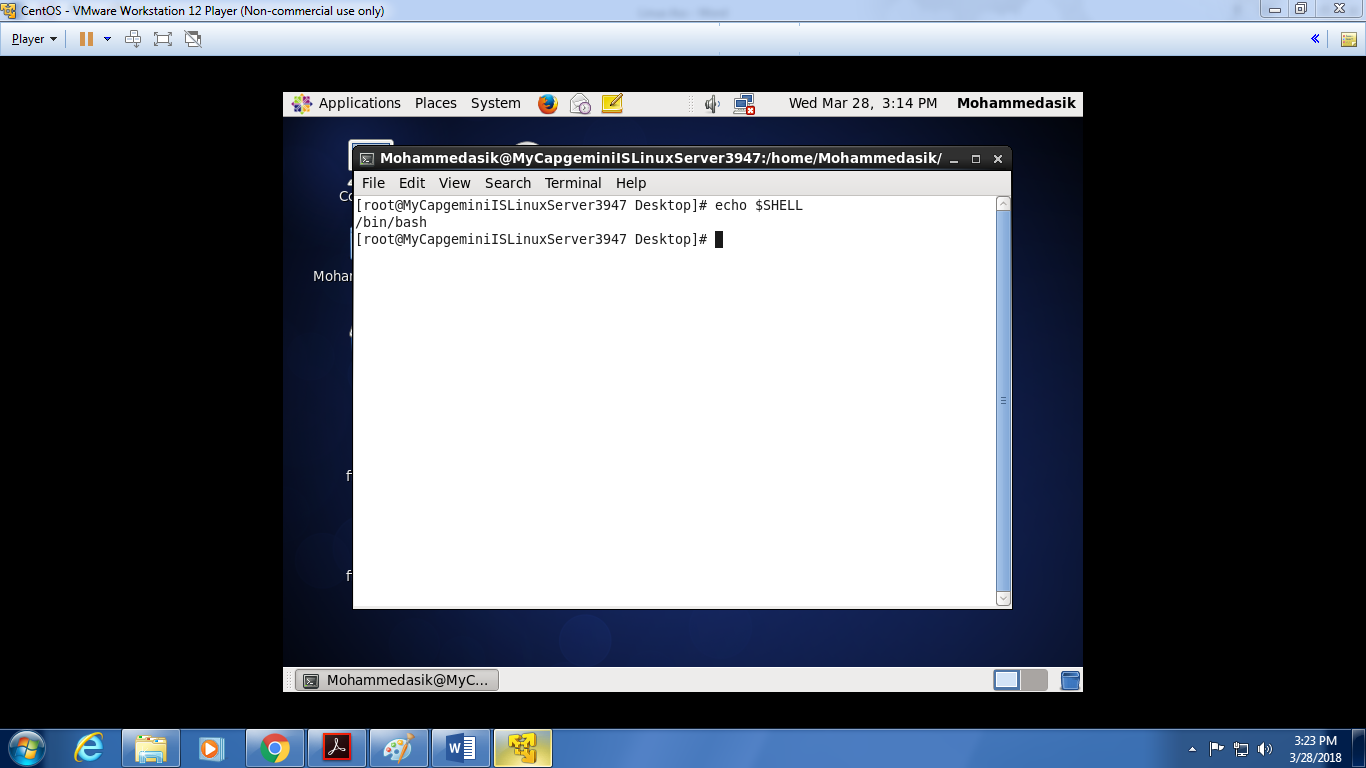 CentOS - VMware Workstation 12 Player (Non-commercial use only)
Player
Applications Places System Wed Mar 28, 3:14 PM Mohammedasik
Mohammedasik@MyCapgeminiISLinuxServer3947:/home/Mohammedasik/
File Edit View Search Terminal Help
[root@MyCapgeminiISLinuxServer3947 Desktop]# echo $SHELL
/bin/bash
[root@MyCapgeminiISLinuxServer3947 Desktop]#
Co
Moha
f
f
Mohammedasik@MyC...
3:23 PM
3/28/2018